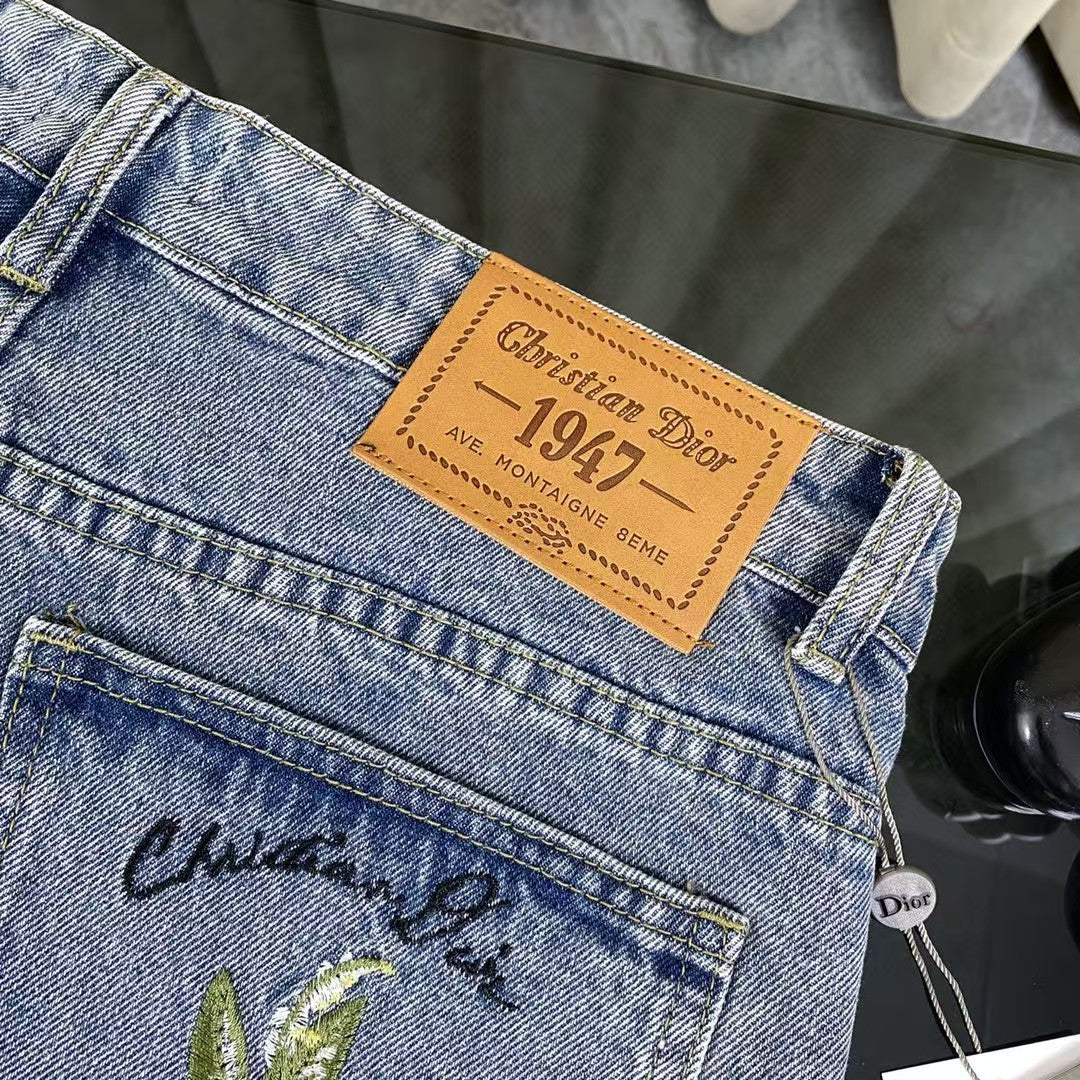 Christian Dior
1947
AVE. MONTAIGNE 8EME
Christian Dior
Dior